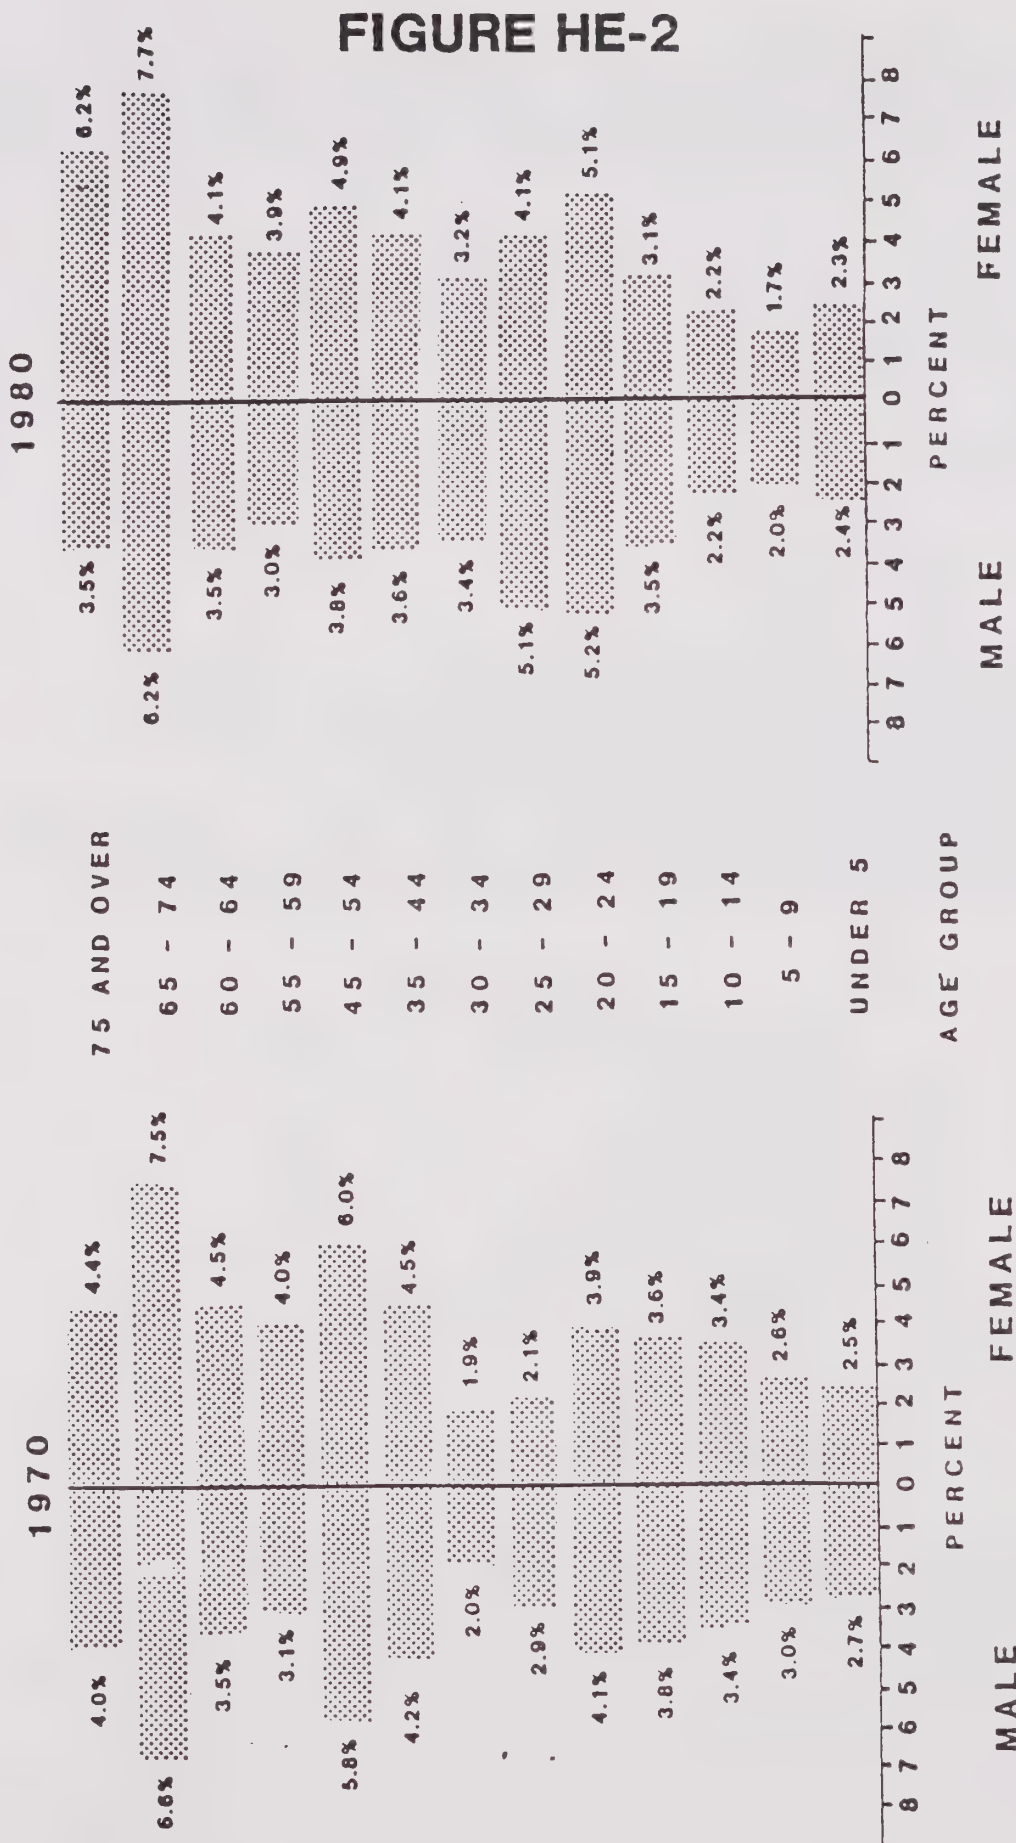 FIGURE HE-2
1970
4.0% 4.4%
6.6% 7.5%
3.5% 4.5%
3.1% 4.0%
5.8% 6.0%
4.2% 4.5%
2.0% 1.9%
2.9% 2.1%
4.1% 3.9%
3.8% 3.6%
3.4% 3.4%
3.0% 2.6%
2.7% 2.5%
8 7 6 5 4 3 2 1 0 1 2 3 4 5 6 7 8
PERCENT
MALE FEMALE
75 AND OVER
65 - 74
60 - 64
55 - 59
45 - 54
35 - 44
30 - 34
25 - 29
20 - 24
15 - 19
10 - 14
5 - 9
UNDER 5
AGE GROUP
1980
3.5% 6.2%
6.2% 7.7%
3.5% 4.1%
3.0% 3.9%
3.8% 4.9%
3.6% 4.1%
3.4% 3.2%
5.1% 4.1%
5.2% 5.1%
3.5% 3.1%
2.2% 2.2%
2.0% 1.7%
2.4% 2.3%
8 7 6 5 4 3 2 1 0 1 2 3 4 5 6 7 8
PERCENT
MALE FEMALE